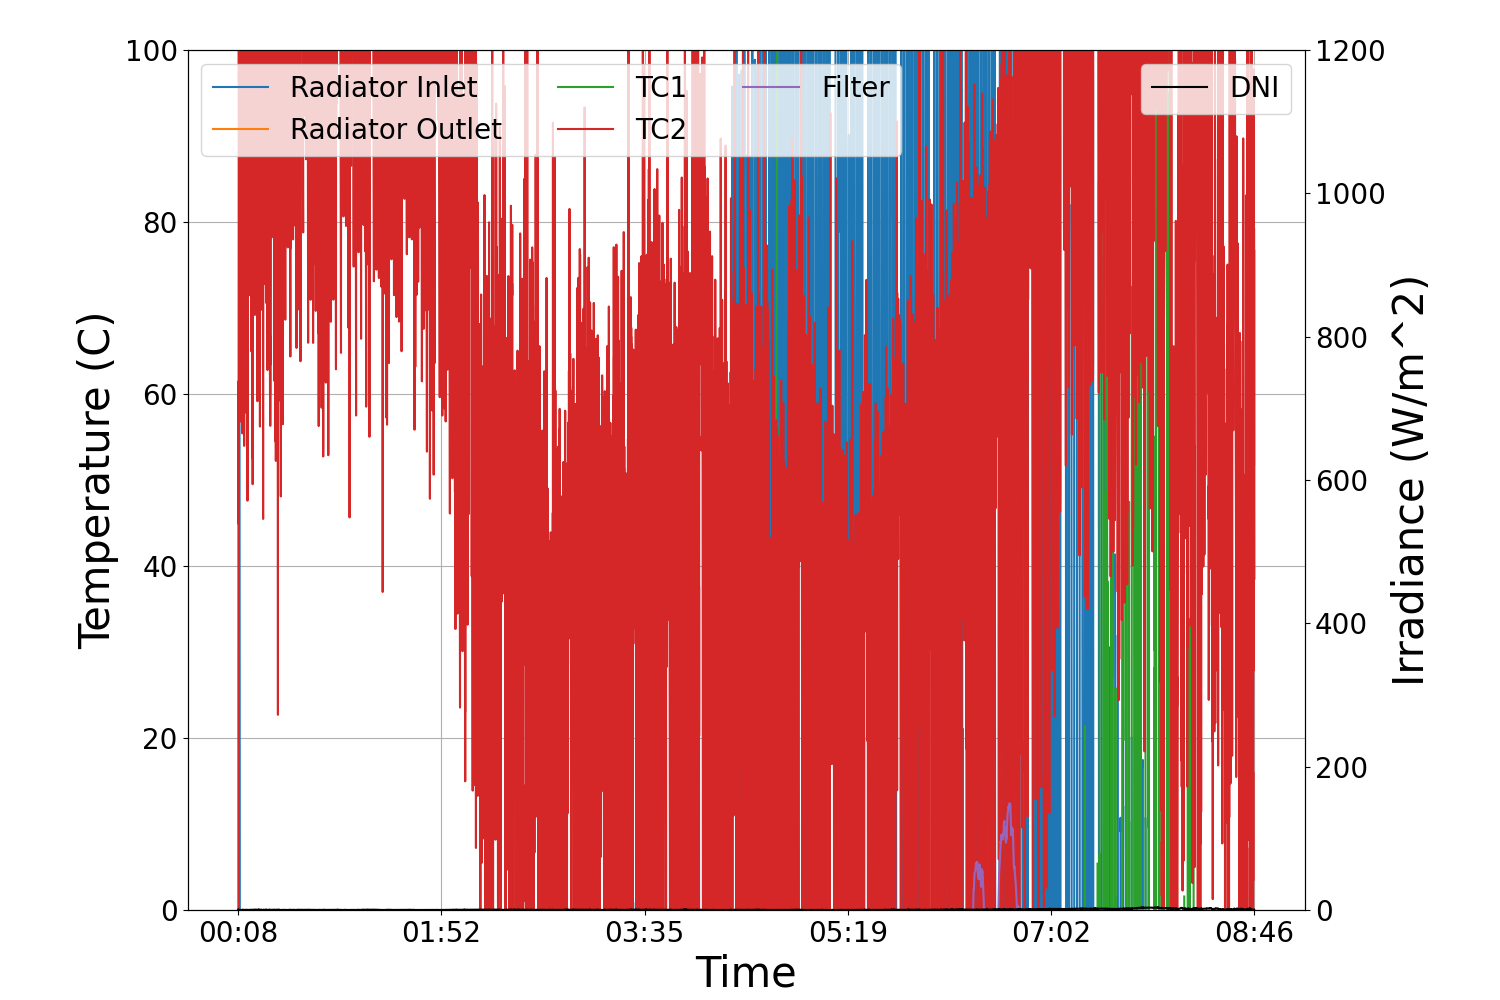 Radiator Inlet
Radiator Outlet
TC1
TC2
Filter
DNI
100
80
60
40
20
0
Temperature (C)
1200
1000
800
600
400
200
0
Irradiance (W/m^2)
00:08 01:52 03:35 05:19 07:02 08:46
Time